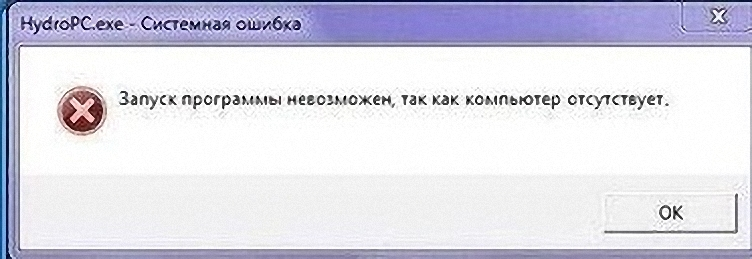 HydroPC.exe - Системная ошибка
Запуск программы невозможен, так как компьютер отсутствует.
OK